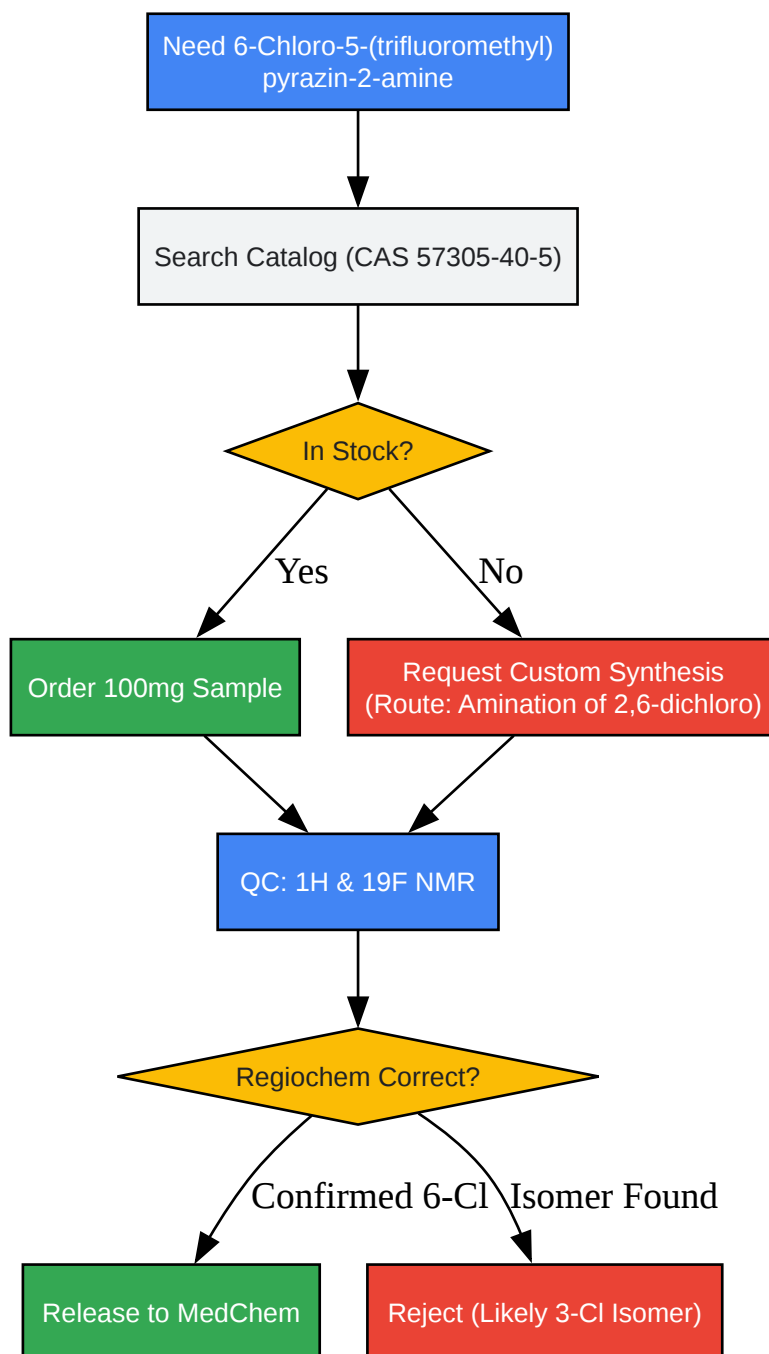 Need 6-Chloro-5-(trifluoromethyl)
pyrazin-2-amine
Search Catalog (CAS 57305-40-5)
In Stock?
Yes
No
Order 100mg Sample
Request Custom Synthesis
(Route: Amination of 2,6-dichloro)
QC: 1H & 19F NMR
Regiochem Correct?
Confirmed 6-Cl
Isomer Found
Release to MedChem
Reject (Likely 3-Cl Isomer)